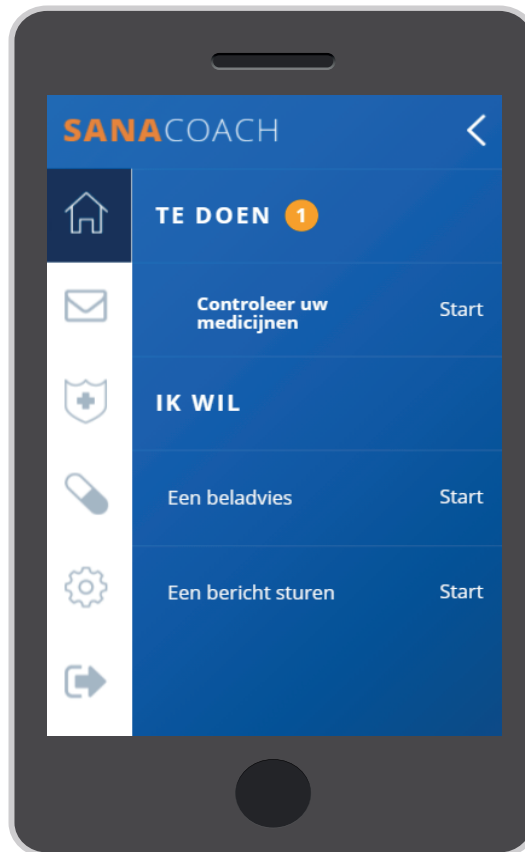 SANACOACH
TE DOEN 1
Controleer uw
medicijnen
Start
IK WIL
Een beladvies Start
Een bericht sturen Start